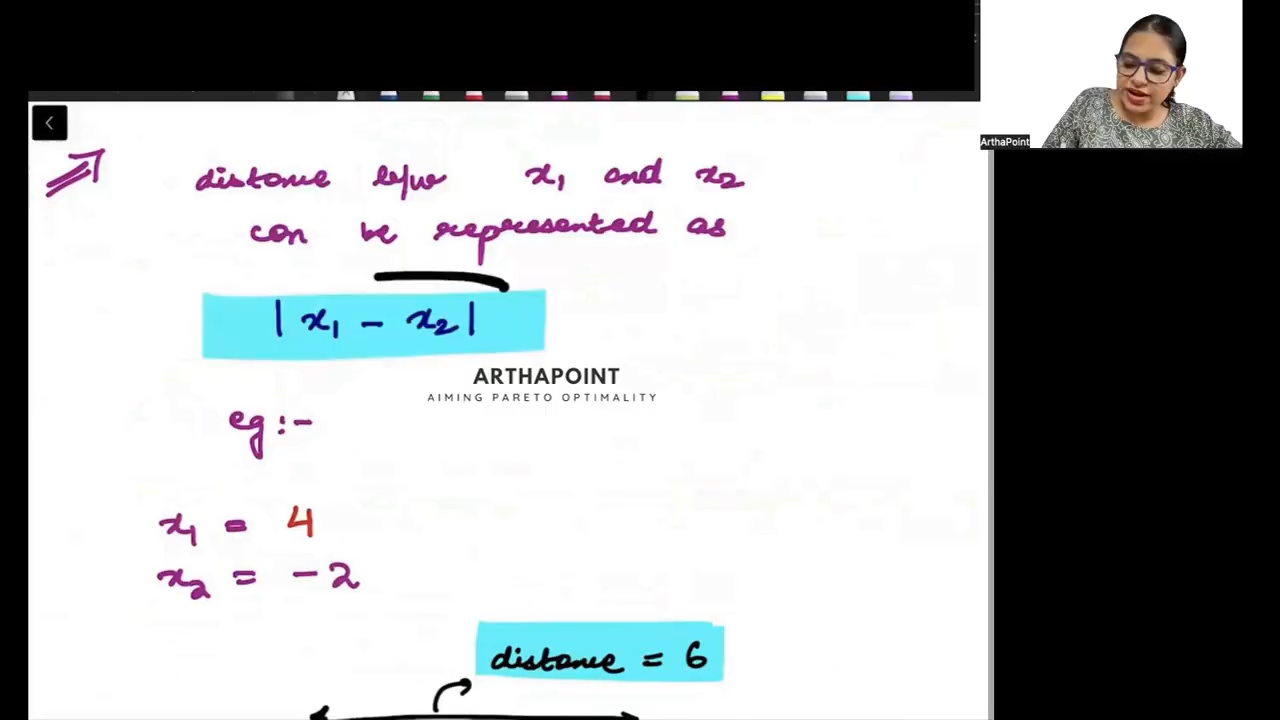 ArthaPoint
distance b/w x₁ and x₂
can be represented as
| x₁ - x₂ |
ARTHAPOINT
AIMING PARETO OPTIMALITY
eg :-
x₁ = 4
x₂ = -2
distance = 6